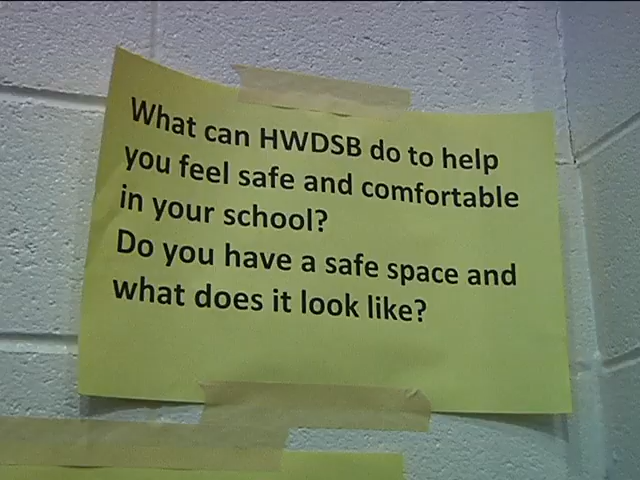 What can HWDSB do to help
you feel safe and comfortable
in your school?
Do you have a safe space and
what does it look like?